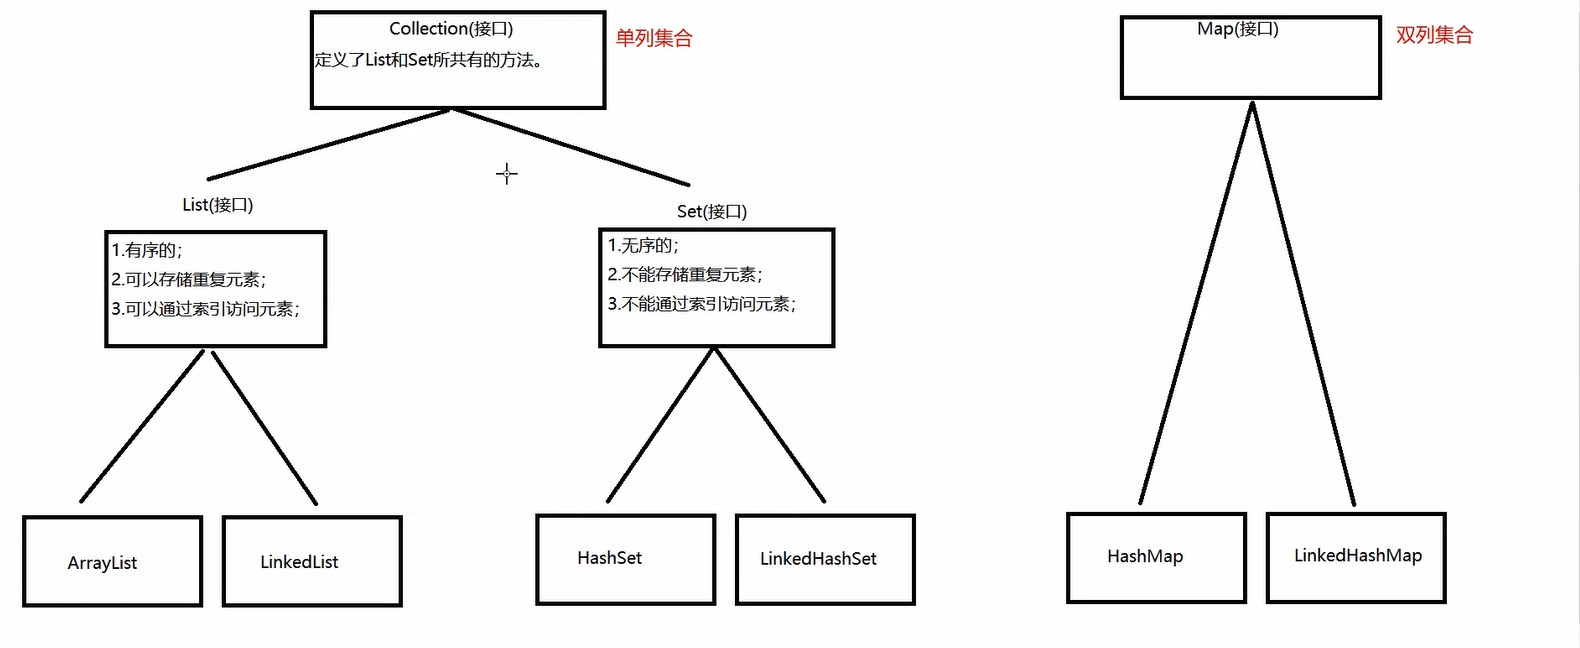 Collection(接口)
定义了List和Set所共有的方法。
单列集合
Map(接口)
双列集合
List(接口)
1.有序的;
2.可以存储重复元素;
3.可以通过索引访问元素;
Set(接口)
1.无序的;
2.不能存储重复元素;
3.不能通过索引访问元素;
ArrayList
LinkedList
HashSet
LinkedHashSet
HashMap
LinkedHashMap